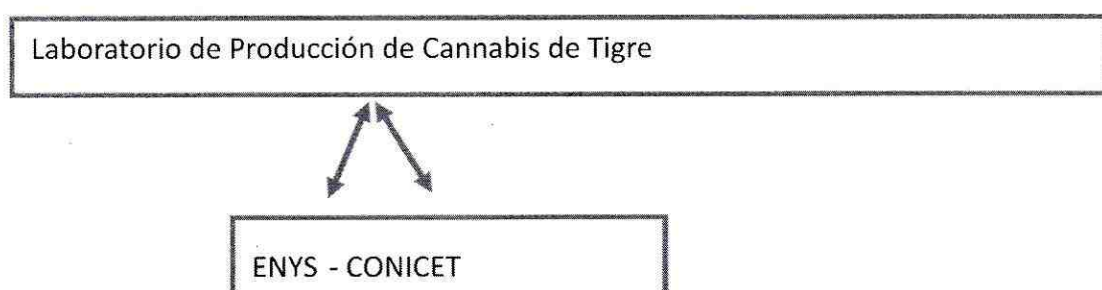 Laboratorio de Producción de Cannabis de Tigre
ENYS - CONICET